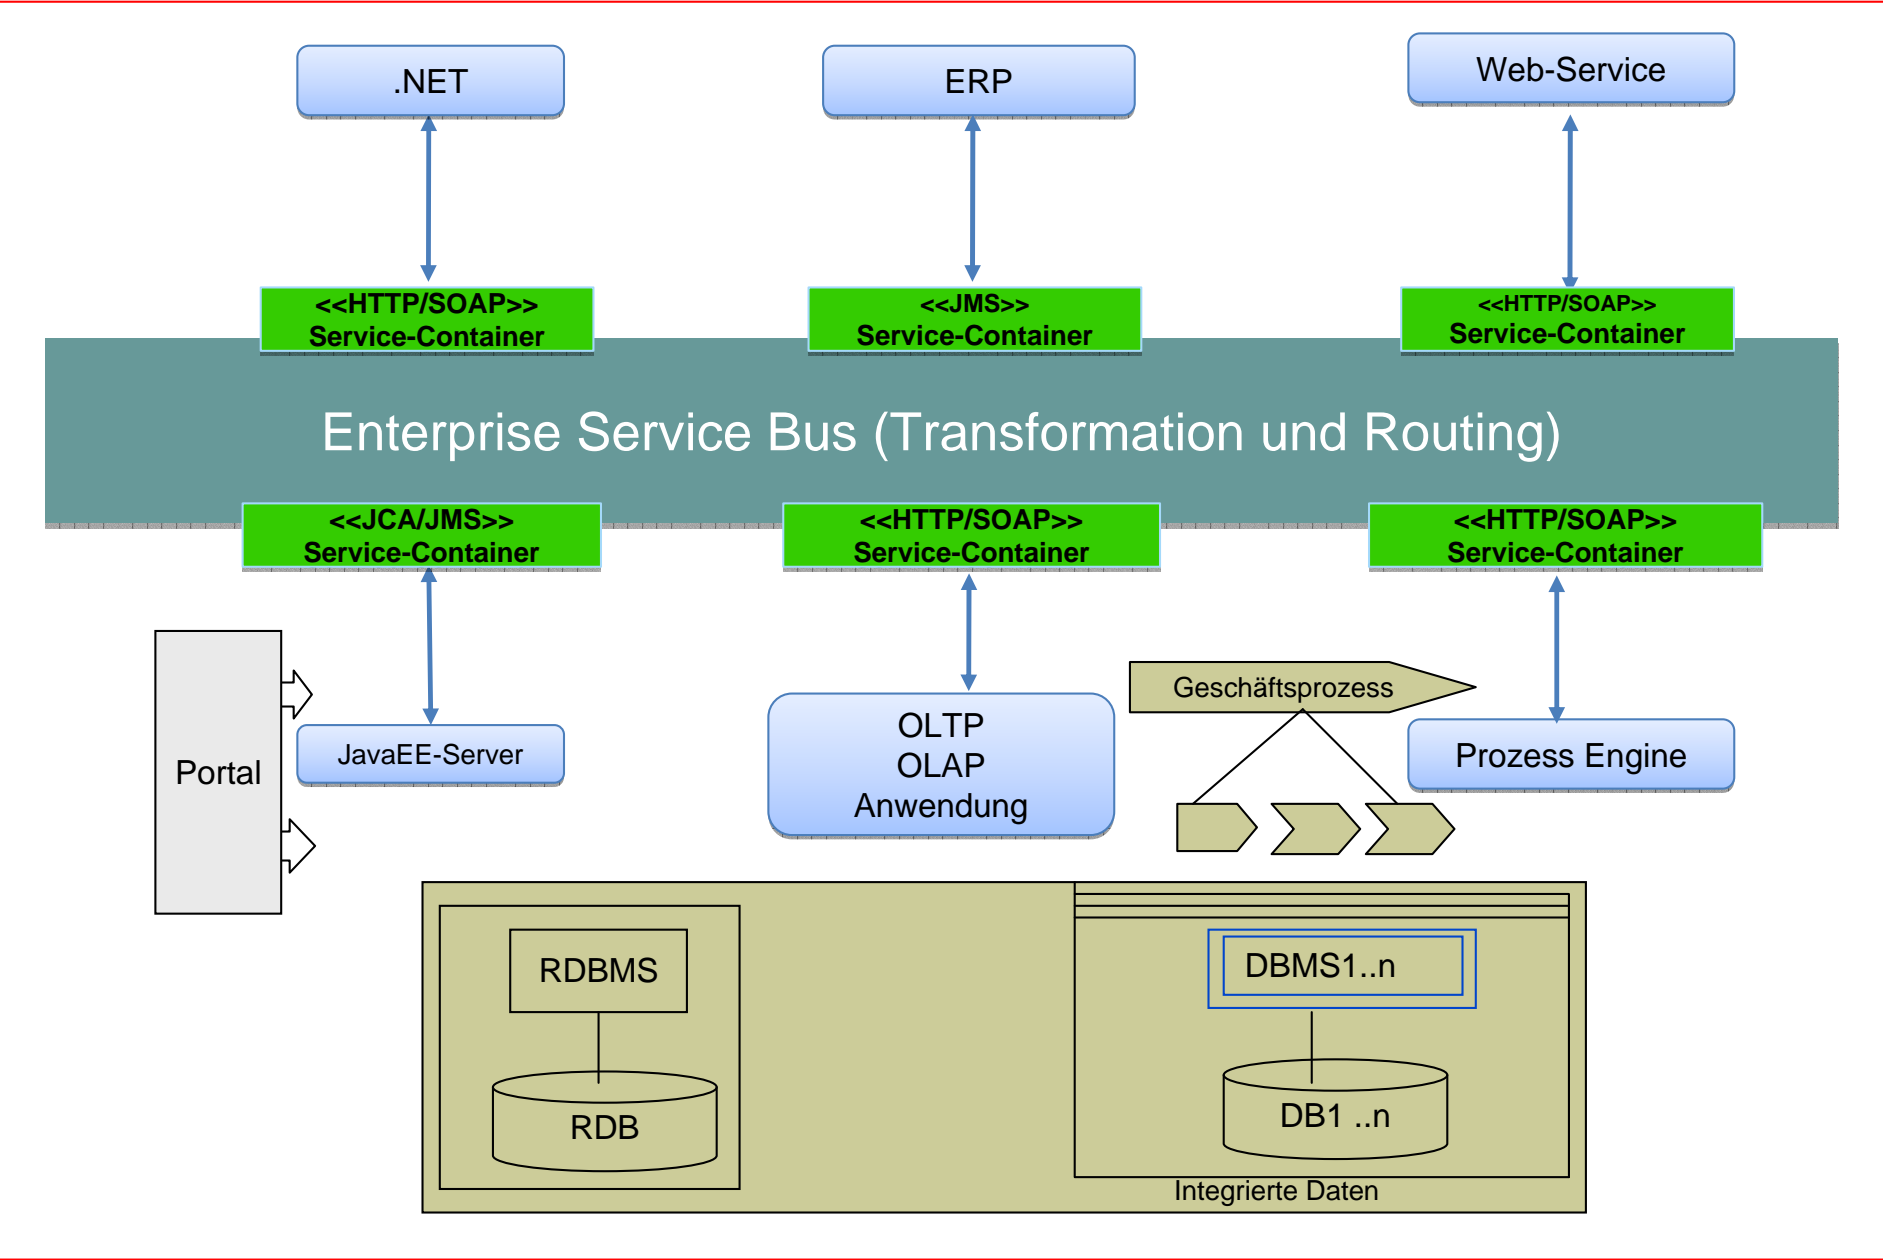 .NET
ERP
Web-Service
<<HTTP/SOAP>>
Service-Container
<<JMS>>
Service-Container
<<HTTP/SOAP>>
Service-Container
Enterprise Service Bus (Transformation und Routing)
<<JCA/JMS>>
Service-Container
<<HTTP/SOAP>>
Service-Container
<<HTTP/SOAP>>
Service-Container
Portal
JavaEE-Server
OLTP
OLAP
Anwendung
Geschäftsprozess
Prozess Engine
RDBMS
RDB
DBMS1..n
DB1 ..n
Integrierte Daten